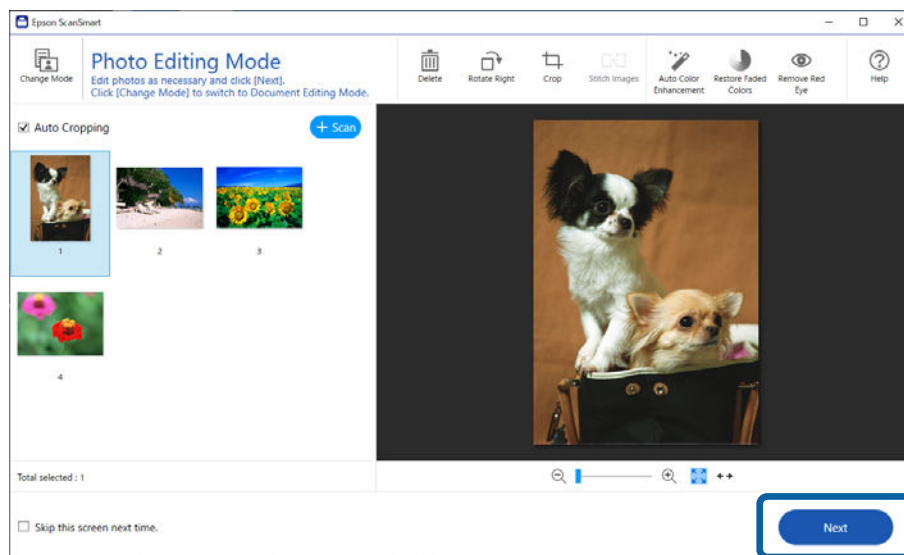 Epson ScanSmart
Change Mode
Photo Editing Mode
Edit photos as necessary and click [Next].
Click [Change Mode] to switch to Document Editing Mode.
Delete
Rotate Right
Crop
Stitch Images
Auto Color
Enhancement
Restore Faded
Colors
Remove Red
Eye
Help
Auto Cropping
+ Scan
1
2
3
4
Total selected : 1
Skip this screen next time.
Next